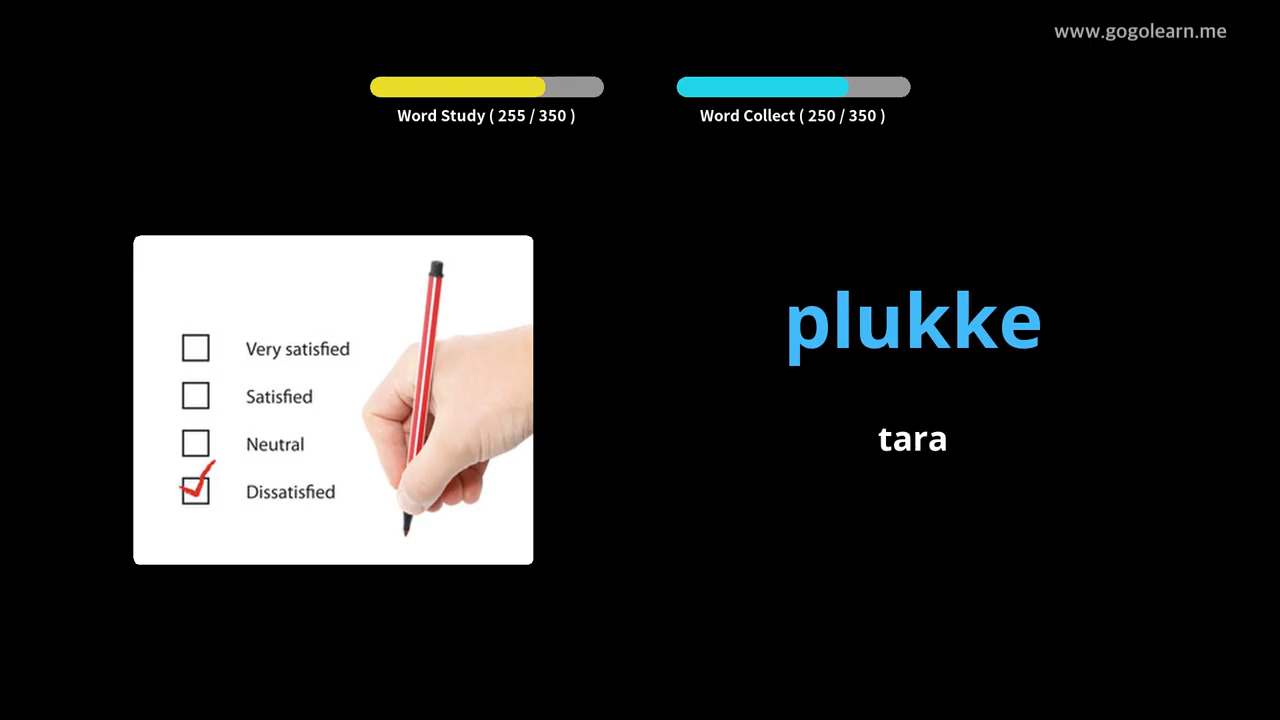 www.gogolearn.me
Word Study ( 255 / 350 )
Word Collect ( 250 / 350 )
Very satisfied
Satisfied
Neutral
Dissatisfied
plukke
tara